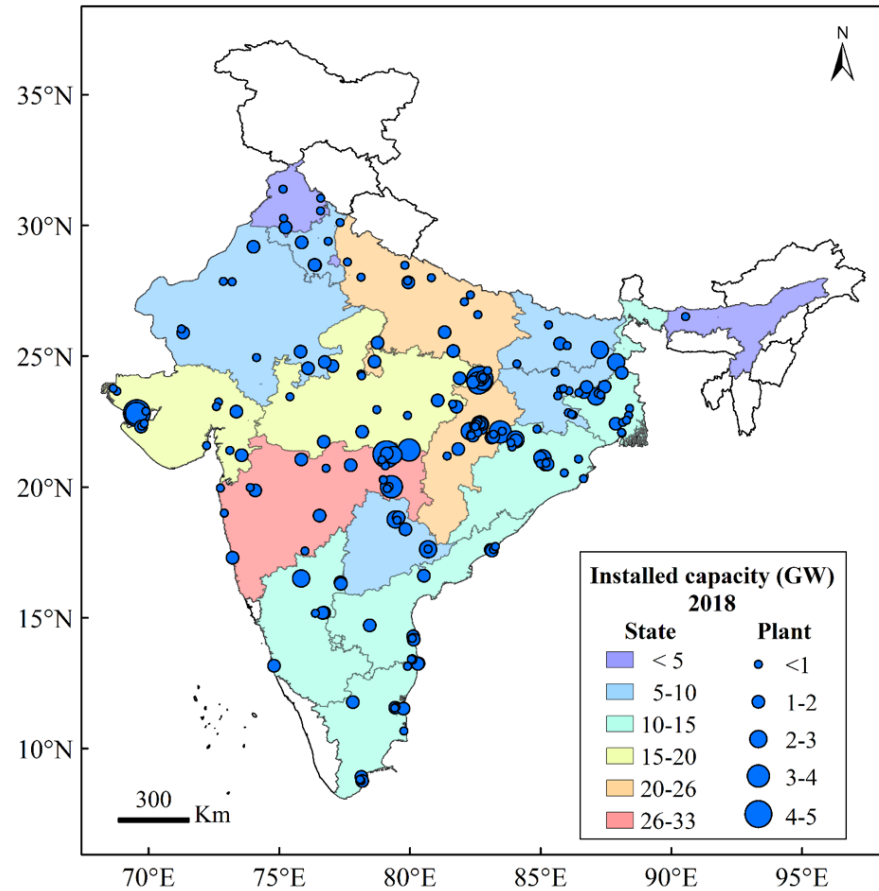 N
35°N
30°N
25°N
20°N
15°N
10°N
300
Km
Installed capacity (GW)
2018
State Plant
< 5 <1
5-10 1-2
10-15 2-3
15-20 3-4
20-26 4-5
26-33
70°E 75°E 80°E 85°E 90°E 95°E